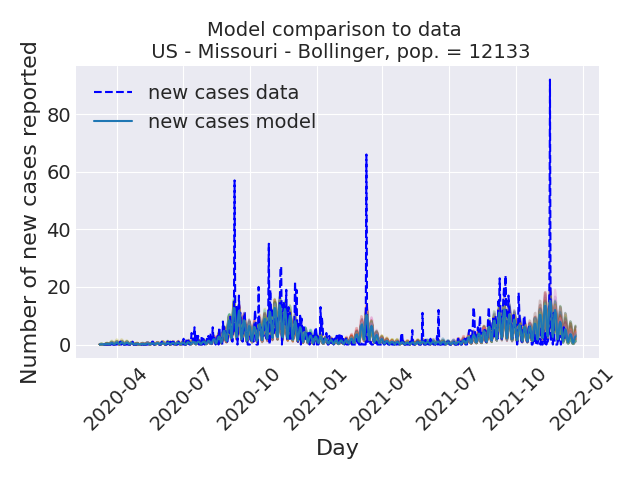 Model comparison to data
US - Missouri - Bollinger, pop. = 12133
Number of new cases reported
new cases data
new cases model
80
60
40
20
0
2020-04
2020-07
2020-10
2021-01
2021-04
2021-07
2021-10
2022-01
Day